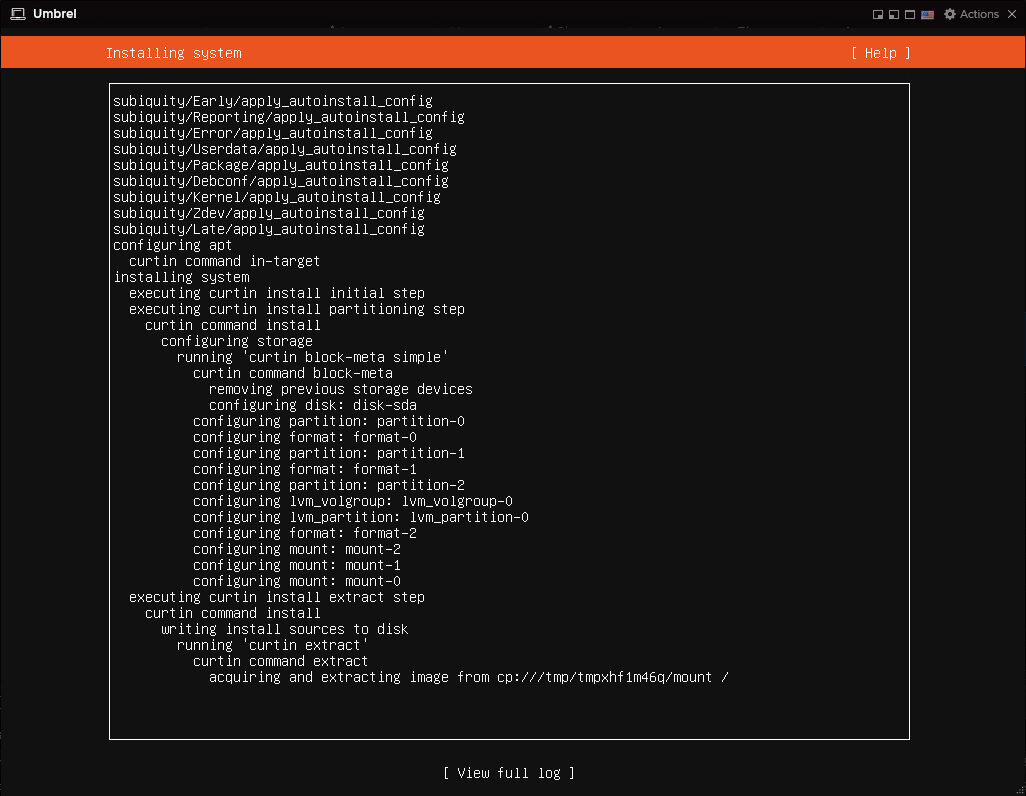 Umbrel
Actions
Installing system
[ Help ]
subiquity/Early/apply_autoinstall_config
subiquity/Reporting/apply_autoinstall_config
subiquity/Error/apply_autoinstall_config
subiquity/Userdata/apply_autoinstall_config
subiquity/Package/apply_autoinstall_config
subiquity/Debconf/apply_autoinstall_config
subiquity/Kernel/apply_autoinstall_config
subiquity/Zdev/apply_autoinstall_config
subiquity/Late/apply_autoinstall_config
configuring apt
curtin command in-target
installing system
executing curtin install initial step
executing curtin install partitioning step
curtin command install
configuring storage
running 'curtin block-meta simple'
curtin command block-meta
removing previous storage devices
configuring disk: disk-sda
configuring partition: partition-0
configuring format: format-0
configuring partition: partition-1
configuring format: format-1
configuring partition: partition-2
configuring lvm_volgroup: lvm_volgroup-0
configuring lvm_partition: lvm_partition-0
configuring format: format-2
configuring mount: mount-2
configuring mount: mount-1
configuring mount: mount-0
executing curtin install extract step
curtin command install
writing install sources to disk
running 'curtin extract'
curtin command extract
acquiring and extracting image from cp:///tmp/tmpxhf1m46q/mount /
[ View full log ]